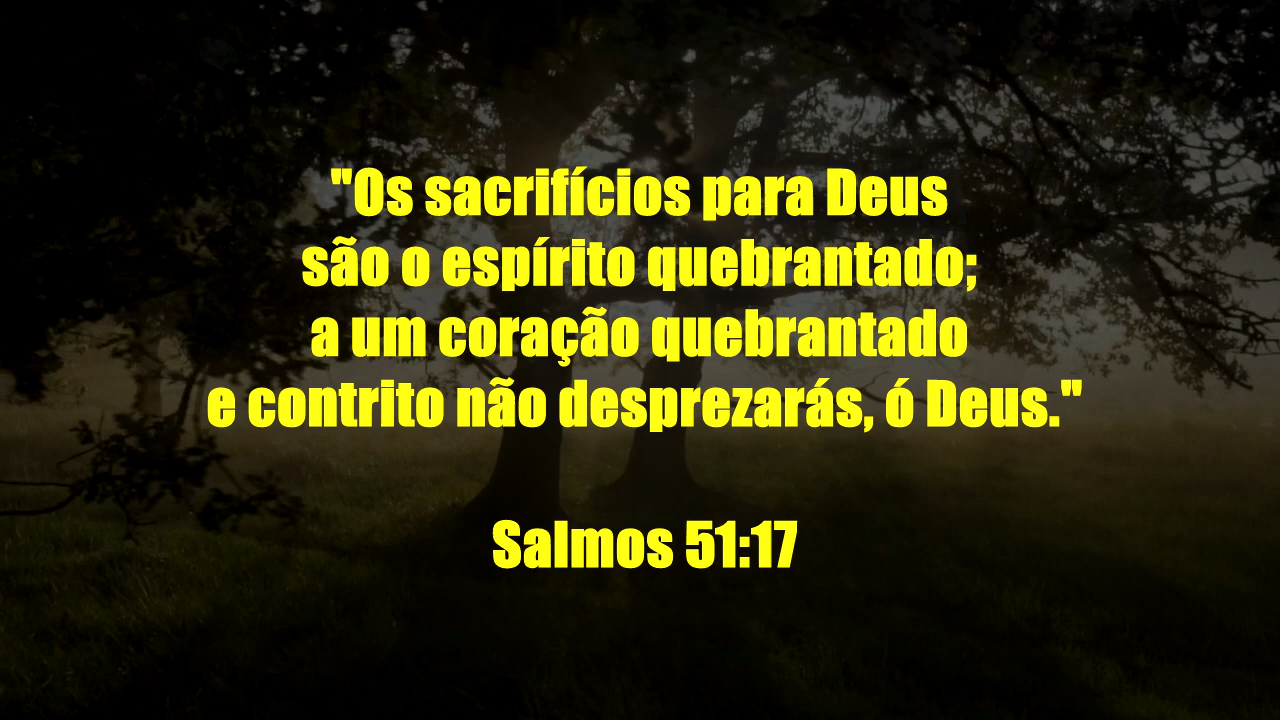 "Os sacrifícios para Deus
são o espírito quebrantado;
a um coração quebrantado
e contrito não desprezarás, ó Deus."
Salmos 51:17